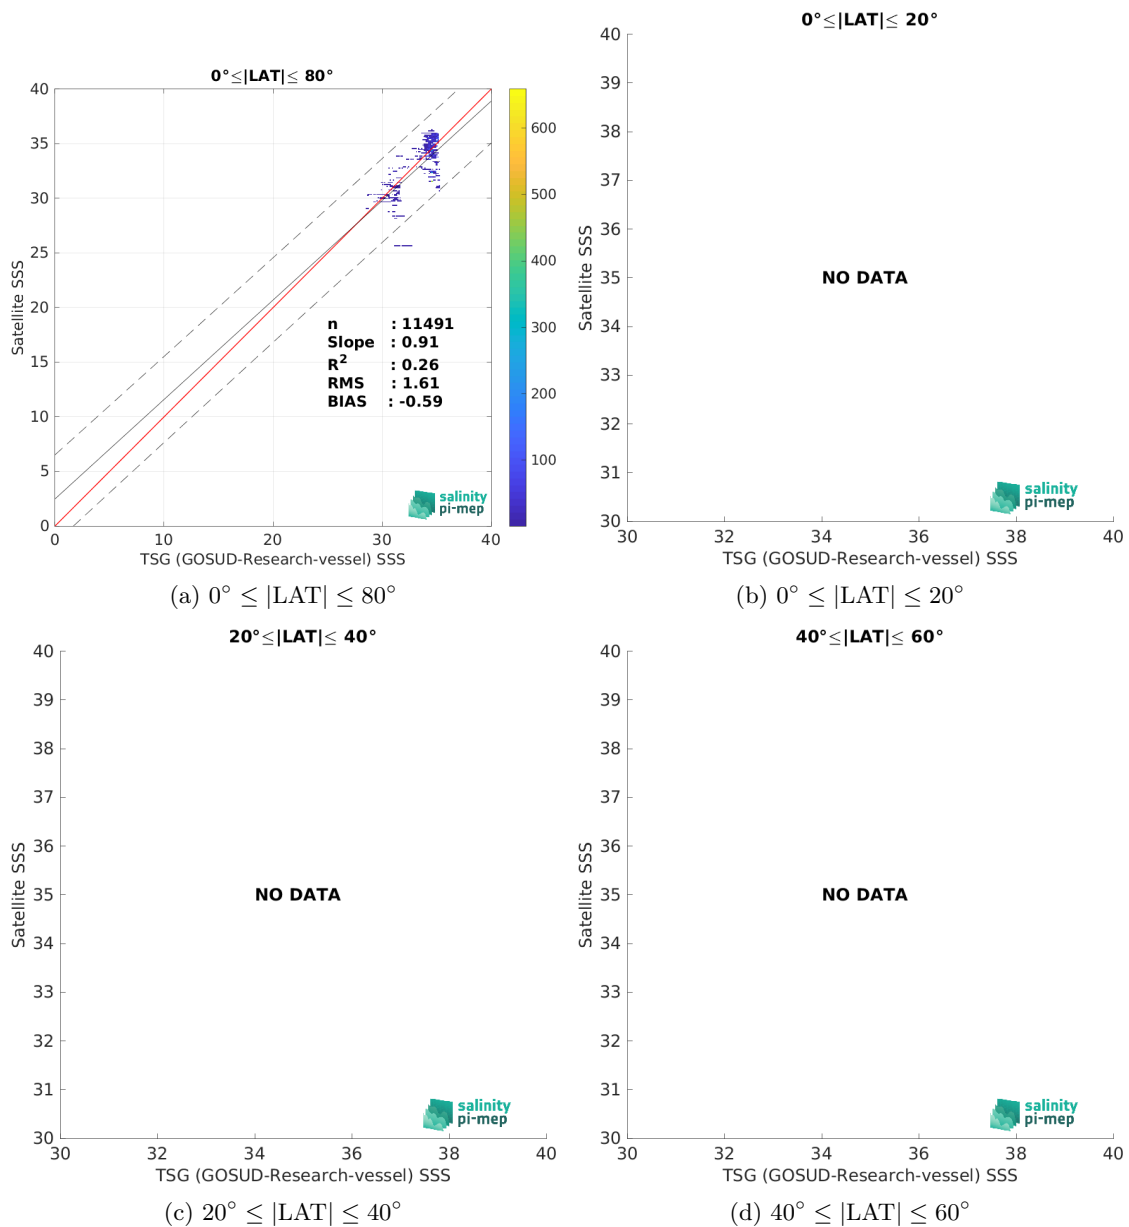 0°≤|LAT|≤ 80°
40
35
30
25
20
15
10
5
0
Satellite SSS
600
500
400
300
200
100
n : 11491
Slope : 0.91
R² : 0.26
RMS : 1.61
BIAS : -0.59
salinity
pi-mep
0 10 20 30 40
TSG (GOSUD-Research-vessel) SSS
(a) 0° ≤ |LAT| ≤ 80°
0°≤|LAT|≤ 20°
40
39
38
37
36
35
34
33
32
31
30
Satellite SSS
NO DATA
salinity
pi-mep
30 32 34 36 38 40
TSG (GOSUD-Research-vessel) SSS
(b) 0° ≤ |LAT| ≤ 20°
20°≤|LAT|≤ 40°
40
39
38
37
36
35
34
33
32
31
30
Satellite SSS
NO DATA
salinity
pi-mep
30 32 34 36 38 40
TSG (GOSUD-Research-vessel) SSS
(c) 20° ≤ |LAT| ≤ 40°
40°≤|LAT|≤ 60°
40
39
38
37
36
35
34
33
32
31
30
Satellite SSS
NO DATA
salinity
pi-mep
30 32 34 36 38 40
TSG (GOSUD-Research-vessel) SSS
(d) 40° ≤ |LAT| ≤ 60°